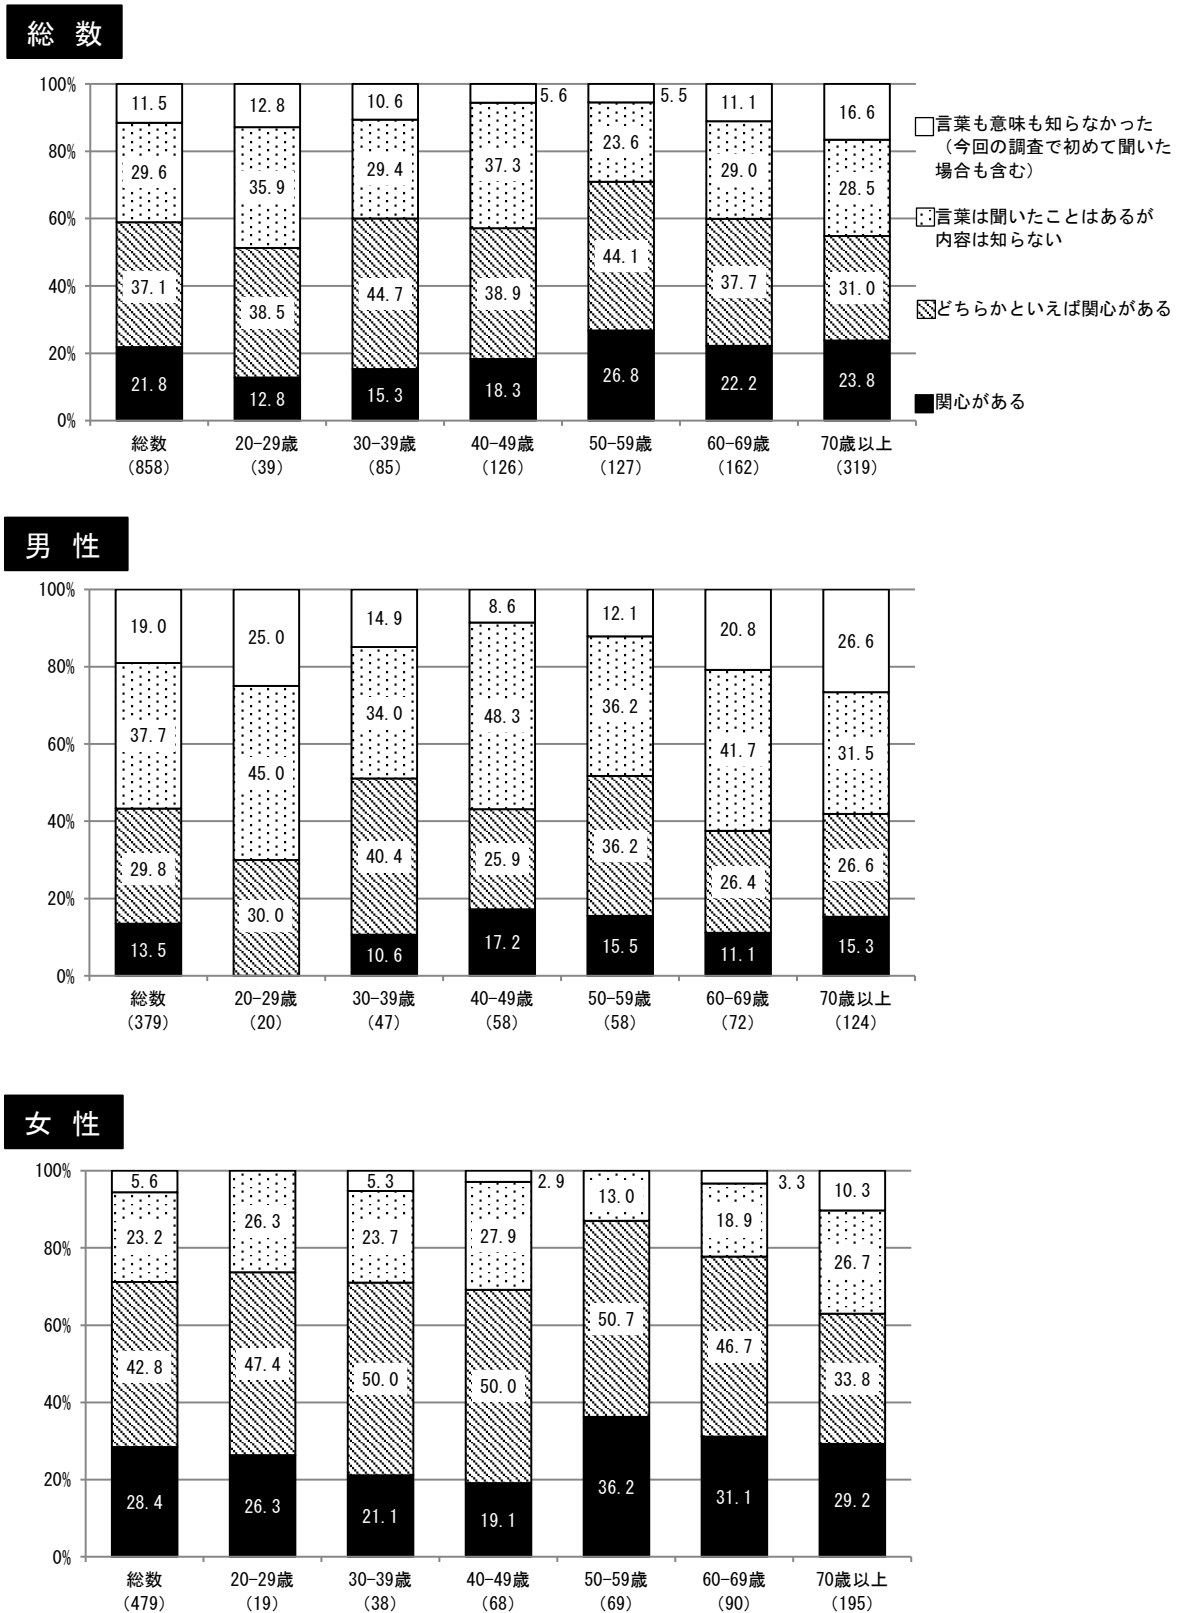 総 数
100%
80%
60%
40%
20%
0%
11.5 12.8 10.6 5.6 5.5 11.1 16.6
29.6 35.9 29.4 37.3 23.6 29.0 28.5
37.1 38.5 44.7 38.9 44.1 37.7 31.0
21.8 12.8 15.3 18.3 26.8 22.2 23.8
総数 20-29歳 30-39歳 40-49歳 50-59歳 60-69歳 70歳以上
(858) (39) (85) (126) (127) (162) (319)
言葉も意味も知らなかった
(今回の調査で初めて聞いた
場合も含む)
言葉は聞いたことはあるが
内容は知らない
どちらかといえば関心がある
関心がある
男 性
100%
80%
60%
40%
20%
0%
19.0 25.0 14.9 8.6 12.1 20.8 26.6
37.7 45.0 34.0 48.3 36.2 41.7 31.5
29.8 30.0 40.4 25.9 36.2 26.4 26.6
13.5 10.6 17.2 15.5 11.1 15.3
総数 20-29歳 30-39歳 40-49歳 50-59歳 60-69歳 70歳以上
(379) (20) (47) (58) (58) (72) (124)
女 性
100%
80%
60%
40%
20%
0%
5.6 5.3 2.9 3.3 10.3
23.2 26.3 23.7 27.9 13.0 18.9 26.7
42.8 47.4 50.0 50.0 50.7 46.7 33.8
28.4 26.3 21.1 19.1 36.2 31.1 29.2
総数 20-29歳 30-39歳 40-49歳 50-59歳 60-69歳 70歳以上
(479) (19) (38) (68) (69) (90) (195)